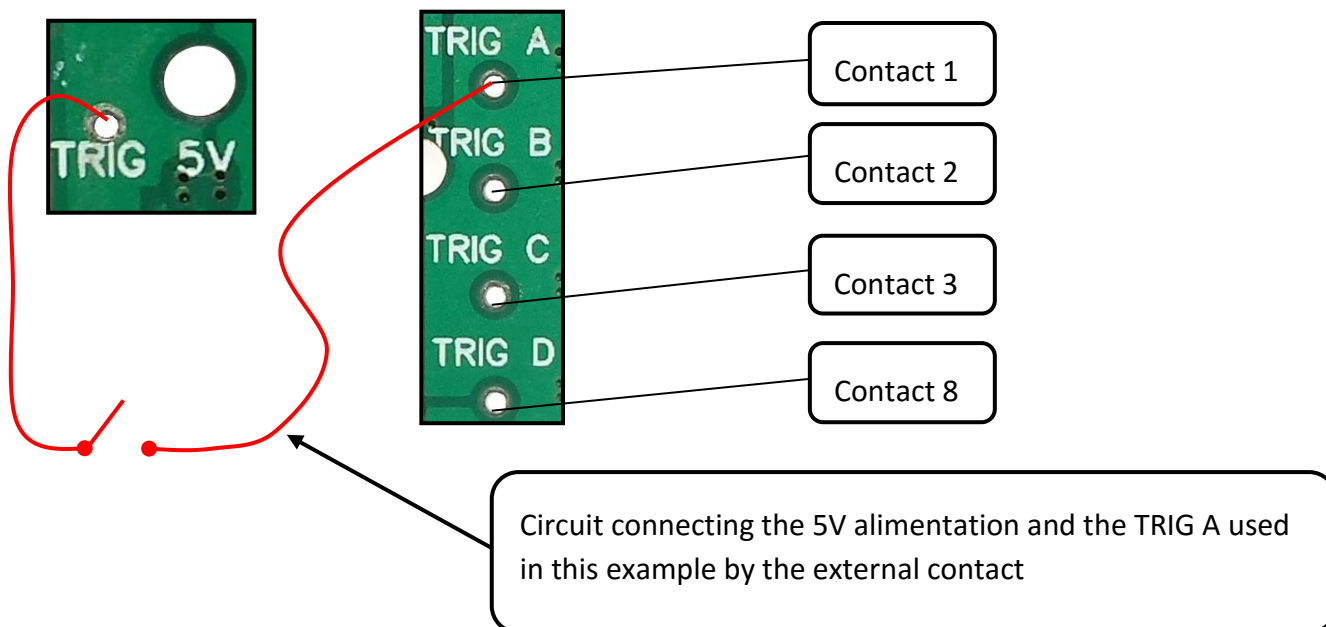 TRIG 5V
TRIG A
TRIG B
TRIG C
TRIG D
Contact 1
Contact 2
Contact 3
Contact 8
Circuit connecting the 5V alimentation and the TRIG A used
in this example by the external contact